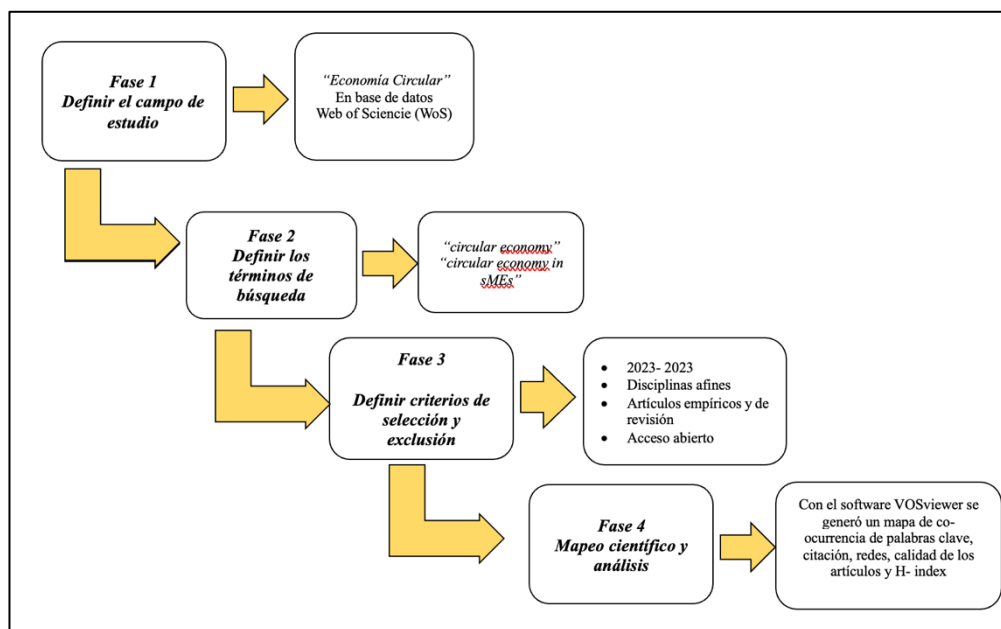 Fase 1
Definir el campo de
estudio
“Economía Circular”
En base de datos
Web of Sciencie (WoS)
Fase 2
Definir los
términos de
búsqueda
“circular economy”
“circular economy in
sMEs”
Fase 3
Definir criterios de
selección y
exclusión
• 2023- 2023
• Disciplinas afines
• Artículos empíricos y de
revisión
• Acceso abierto
Fase 4
Mapeo científico y
análisis
Con el software VOSviewer se
generó un mapa de co-
ocurrencia de palabras clave,
citación, redes, calidad de los
artículos y H- index